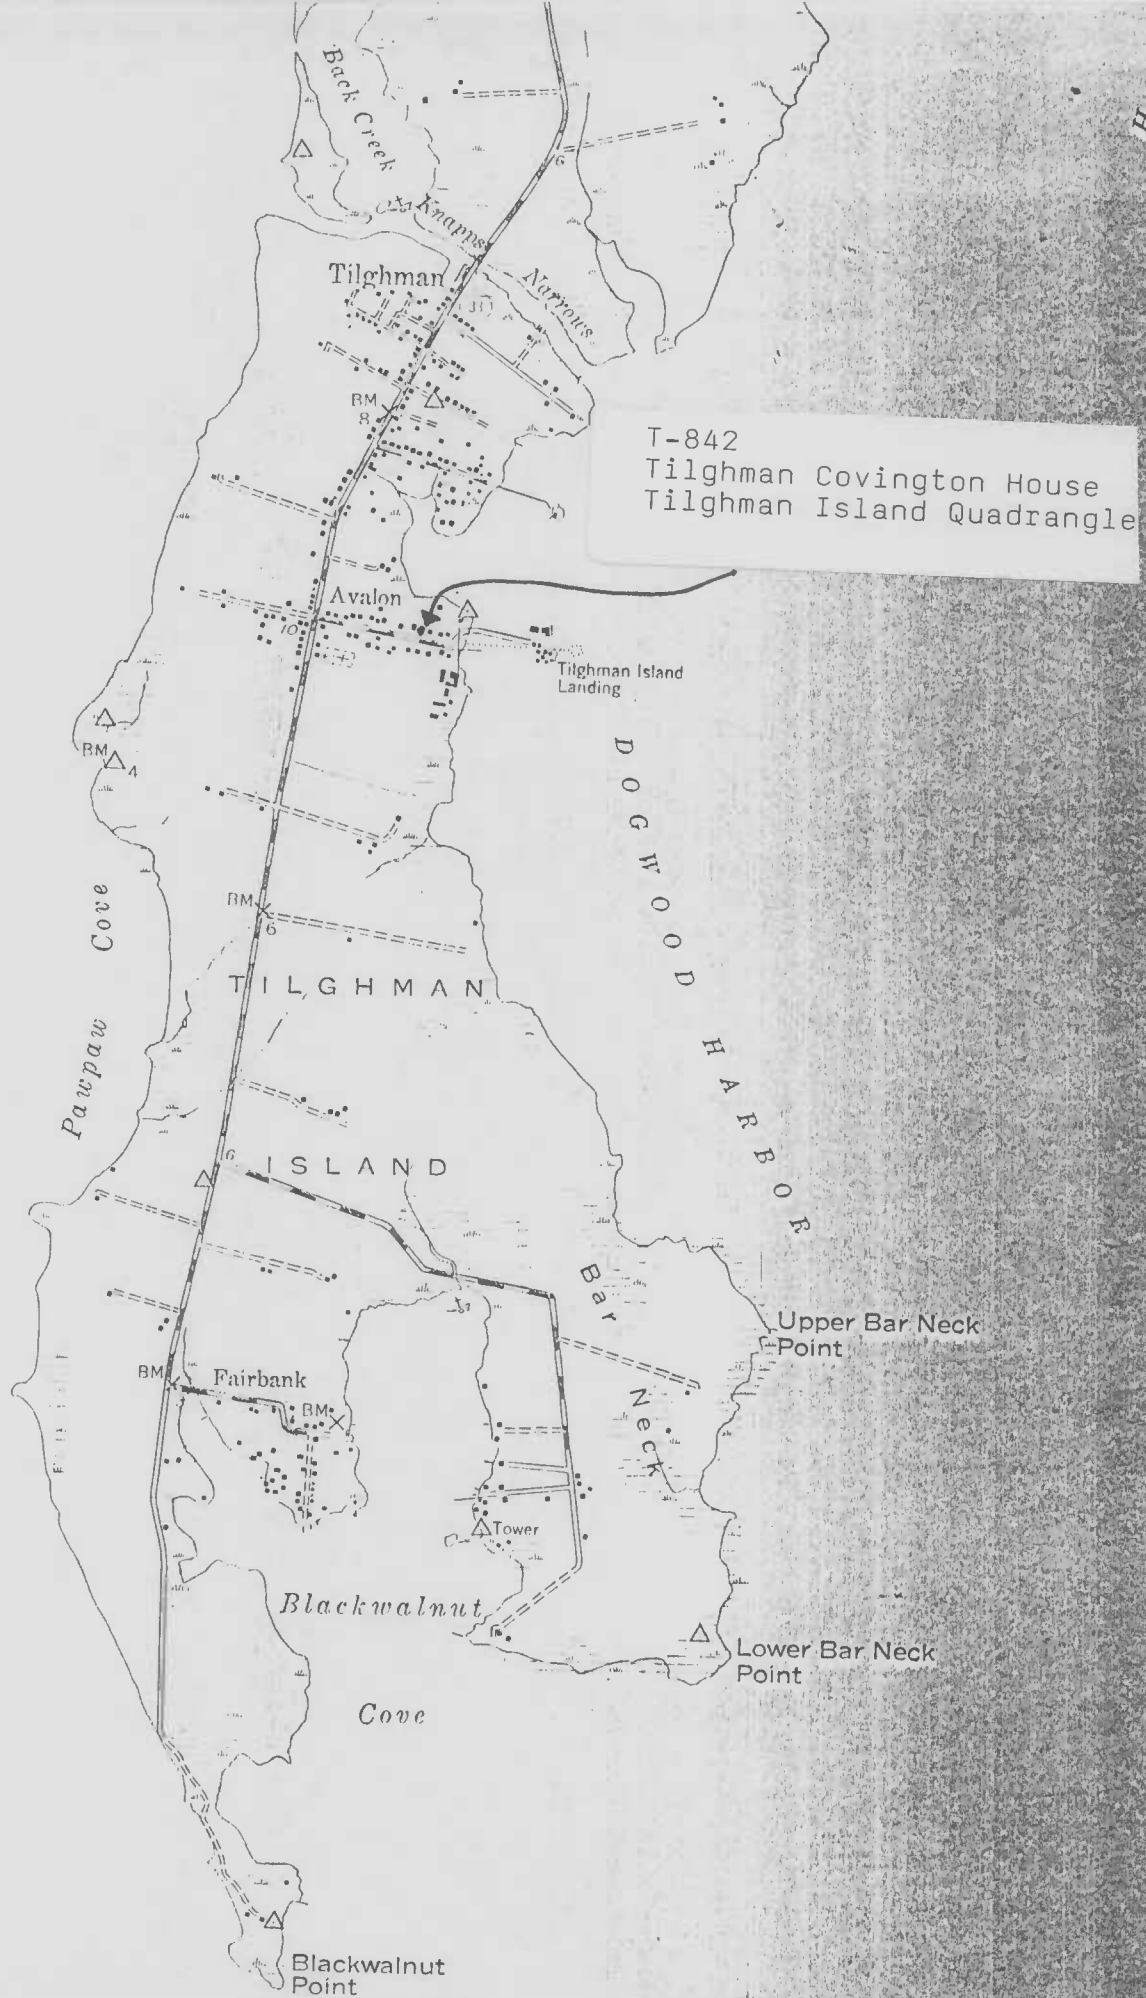 Back Creek
6
Knapps
Narrows
Tilghman
BM
8
T-842
Tilghman Covington House
Tilghman Island Quadrangle
Avalon
10
Tilghman Island
Landing
BM
4
DOGWOOD HARBOR
Pawpaw Cove
BM
6
TILGHMAN
ISLAND
6
Bar
Neck
Upper Bar Neck
Point
BM
Fairbank
BM
Tower
Blackwalnut
Cove
Lower Bar Neck
Point
Blackwalnut
Point